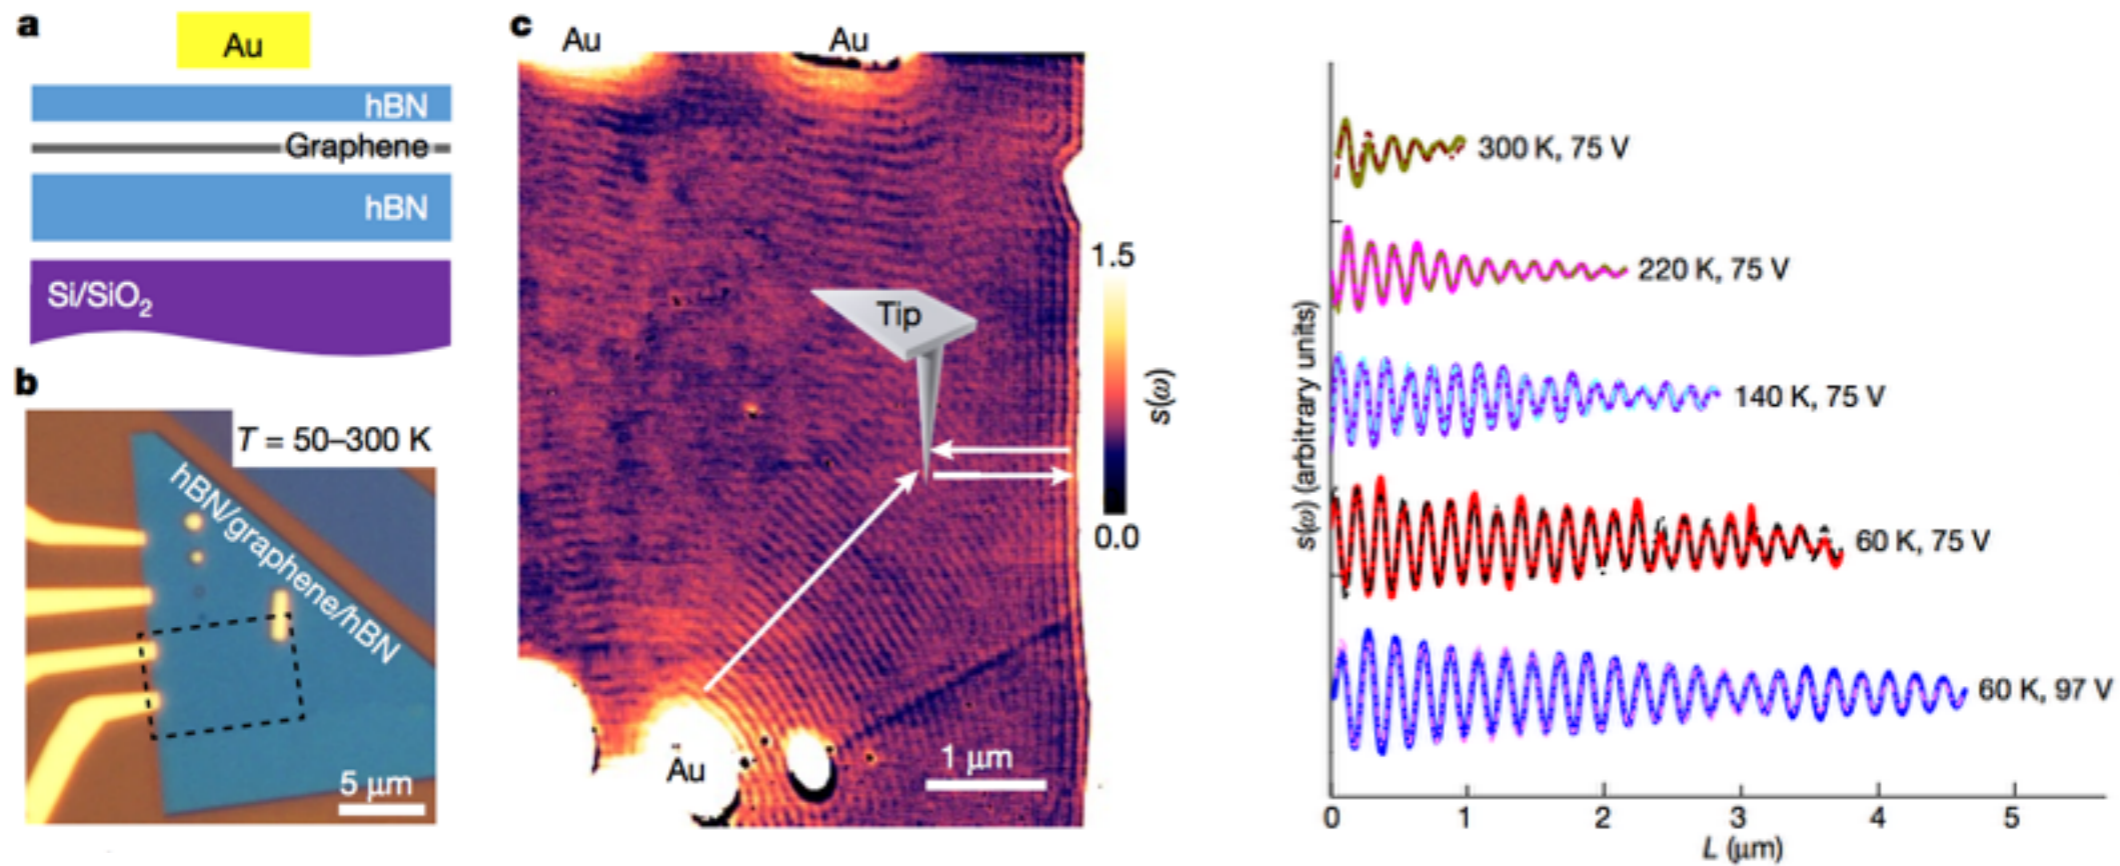 a
Au
hBN
Graphene
hBN
Si/SiO₂
b
T = 50–300 K
hBN/graphene/hBN
5 μm
c
Au
Au
Tip
Au
1 μm
1.5
0.0
s(ω)
s(ω) (arbitrary units)
300 K, 75 V
220 K, 75 V
140 K, 75 V
60 K, 75 V
60 K, 97 V
0 1 2 3 4 5
L (μm)